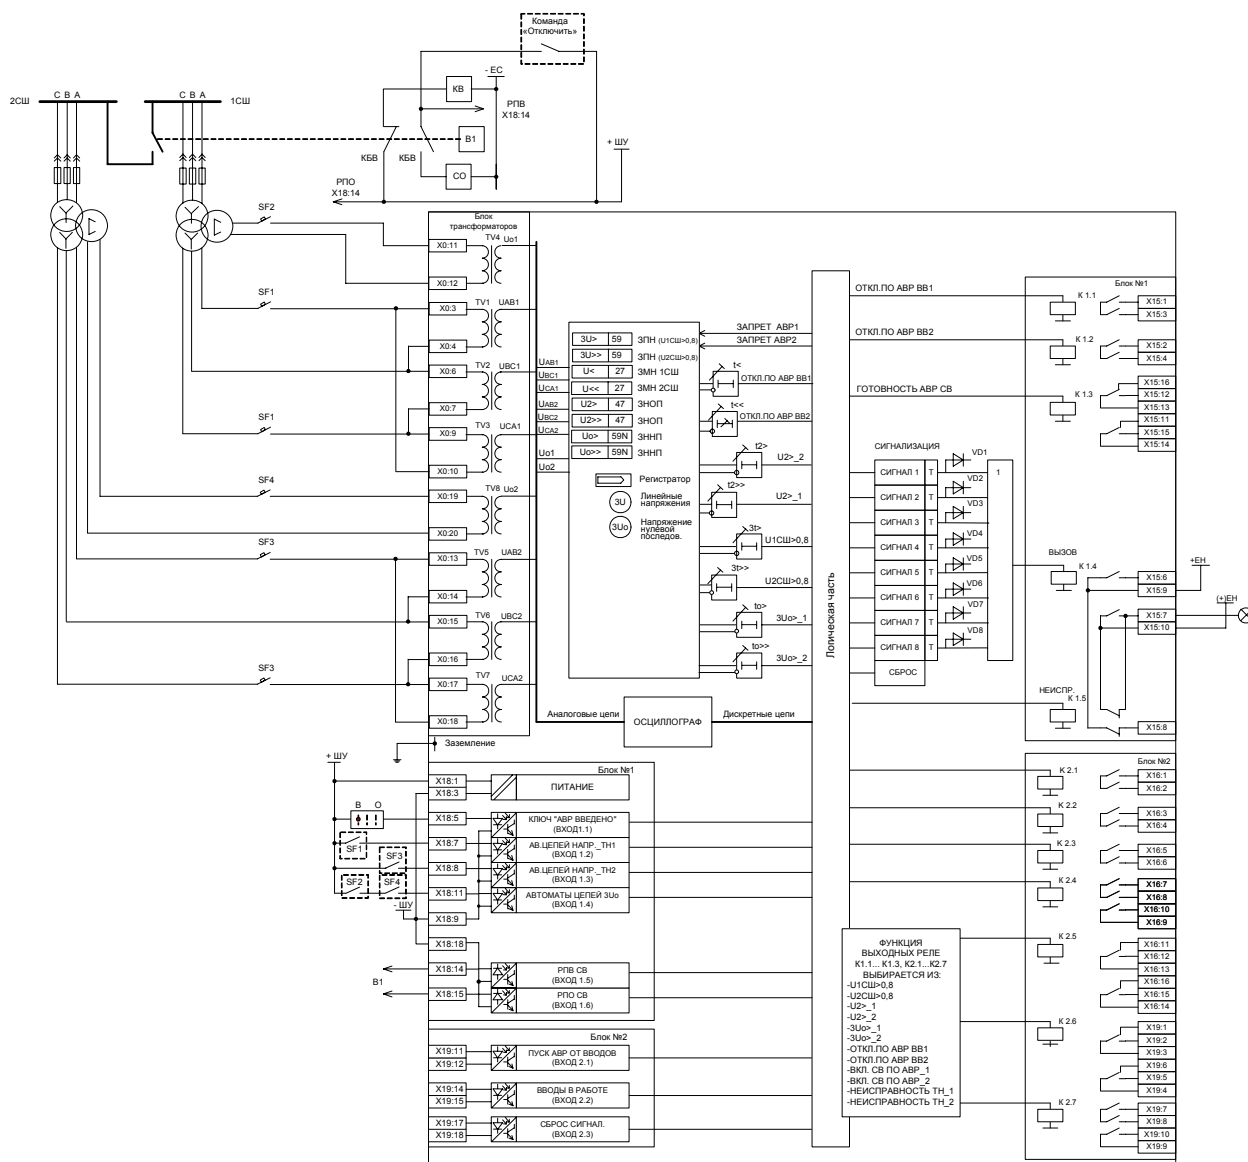 Команда
«Отключить»
- ЕС
КВ
РПВ
X18:14
В1
КБВ
КБВ
СО
+ ШУ
РПО
X18:14
2СШ
С В А
С В А
1СШ
SF2
SF1
SF1
SF4
SF3
SF3
Блок
трансформаторов
X0:11
TV4
Uo1
X0:12
X0:3
TV1
UAB1
X0:4
X0:6
TV2
UBC1
X0:7
X0:9
TV3
UCA1
X0:10
X0:19
TV8
Uo2
X0:20
X0:13
TV5
UAB2
X0:14
X0:15
TV6
UBC2
X0:16
X0:17
TV7
UCA2
X0:18
Заземление
UAB1
UBC1
UCA1
UAB2
UBC2
UCA2
Uo1
Uo2
3U> 59 ЗПН (U1СШ>0,8)
3U>> 59 ЗПН (U2СШ>0,8)
U< 27 ЗМН 1СШ
U<< 27 ЗМН 2СШ
U2> 47 ЗНОП
U2>> 47 ЗНОП
Uo> 59N ЗННП
Uo>> 59N ЗННП
Регистратор
3U
Линейные
напряжения
3Uo
Напряжение
нулевой
последов.
ЗАПРЕТ АВР1
ЗАПРЕТ АВР2
t<
ОТКЛ.ПО АВР ВВ1
t<<
ОТКЛ.ПО АВР ВВ2
t2>
U2>_2
t2>>
U2>_1
3t>
U1СШ>0,8
3t>>
U2СШ>0,8
to>
3Uo>_1
to>>
3Uo>_2
Аналоговые цепи
ОСЦИЛЛОГРАФ
Дискретные цепи
Логическая часть
ОТКЛ.ПО АВР ВВ1
ОТКЛ.ПО АВР ВВ2
ГОТОВНОСТЬ АВР СВ
СИГНАЛИЗАЦИЯ
СИГНАЛ 1 Т VD1
СИГНАЛ 2 Т VD2
СИГНАЛ 3 Т VD3
СИГНАЛ 4 Т VD4
СИГНАЛ 5 Т VD5
СИГНАЛ 6 Т VD6
СИГНАЛ 7 Т VD7
СИГНАЛ 8 Т VD8
СБРОС
1
ВЫЗОВ
НЕИСПР.
Блок №1
К 1.1
X15:1
X15:3
К 1.2
X15:2
X15:4
К 1.3
X15:16
X15:12
X15:13
X15:11
X15:15
X15:14
К 1.4
X15:6
X15:9
+ЕН
X15:7
X15:10
(+)ЕН
К 1.5
X15:8
Блок №2
К 2.1
X16:1
X16:2
К 2.2
X16:3
X16:4
К 2.3
X16:5
X16:6
К 2.4
X16:7
X16:8
X16:10
X16:9
К 2.5
X16:11
X16:12
X16:13
X16:16
X16:15
X16:14
К 2.6
X19:1
X19:2
X19:3
X19:6
X19:5
X19:4
К 2.7
X19:7
X19:8
X19:10
X19:9
ФУНКЦИЯ
ВЫХОДНЫХ РЕЛЕ
К1.1... К1.3, К2.1...К2.7
ВЫБИРАЕТСЯ ИЗ:
-U1СШ>0,8
-U2СШ>0,8
-U2>_1
-U2>_2
-3Uo>_1
-3Uo>_2
-ОТКЛ.ПО АВР ВВ1
-ОТКЛ.ПО АВР ВВ2
-ВКЛ. СВ ПО АВР_1
-ВКЛ. СВ ПО АВР_2
-НЕИСПРАВНОСТЬ ТН_1
-НЕИСПРАВНОСТЬ ТН_2
+ ШУ
В О
SF1
SF3
SF2
SF4
- ШУ
В1
Блок №1
X18:1
X18:3
ПИТАНИЕ
X18:5
КЛЮЧ "АВР ВВЕДЕНО"
(ВХОД1.1)
X18:7
АВ.ЦЕПЕЙ НАПР._ТН1
(ВХОД 1.2)
X18:8
АВ.ЦЕПЕЙ НАПР._ТН2
(ВХОД 1.3)
X18:11
АВТОМАТЫ ЦЕПЕЙ 3Uo
(ВХОД 1.4)
X18:9
X18:18
X18:14
РПВ СВ
(ВХОД 1.5)
X18:15
РПО СВ
(ВХОД 1.6)
Блок №2
X19:11
X19:12
ПУСК АВР ОТ ВВОДОВ
(ВХОД 2.1)
X19:14
X19:15
ВВОДЫ В РАБОТЕ
(ВХОД 2.2)
X19:17
X19:18
СБРОС СИГНАЛ.
(ВХОД 2.3)